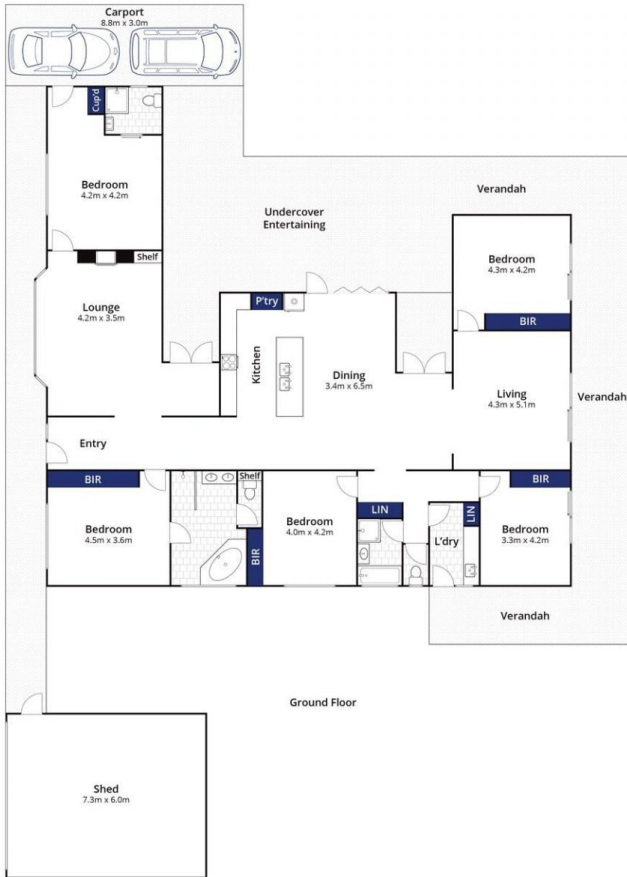 Carport
8.8m x 3.0m
Cup'd
Bedroom
4.2m x 4.2m
Verandah
Undercover
Entertaining
Shelf
Bedroom
4.3m x 4.2m
BIR
Lounge
4.2m x 3.5m
P'try
Kitchen
Dining
3.4m x 6.5m
Living
4.3m x 5.1m
Verandah
Entry
BIR
Bedroom
4.5m x 3.6m
Shelf
BIR
Bedroom
4.0m x 4.2m
LIN
L'dry
LIN
BIR
Bedroom
3.3m x 4.2m
Verandah
Ground Floor
Shed
7.3m x 6.0m